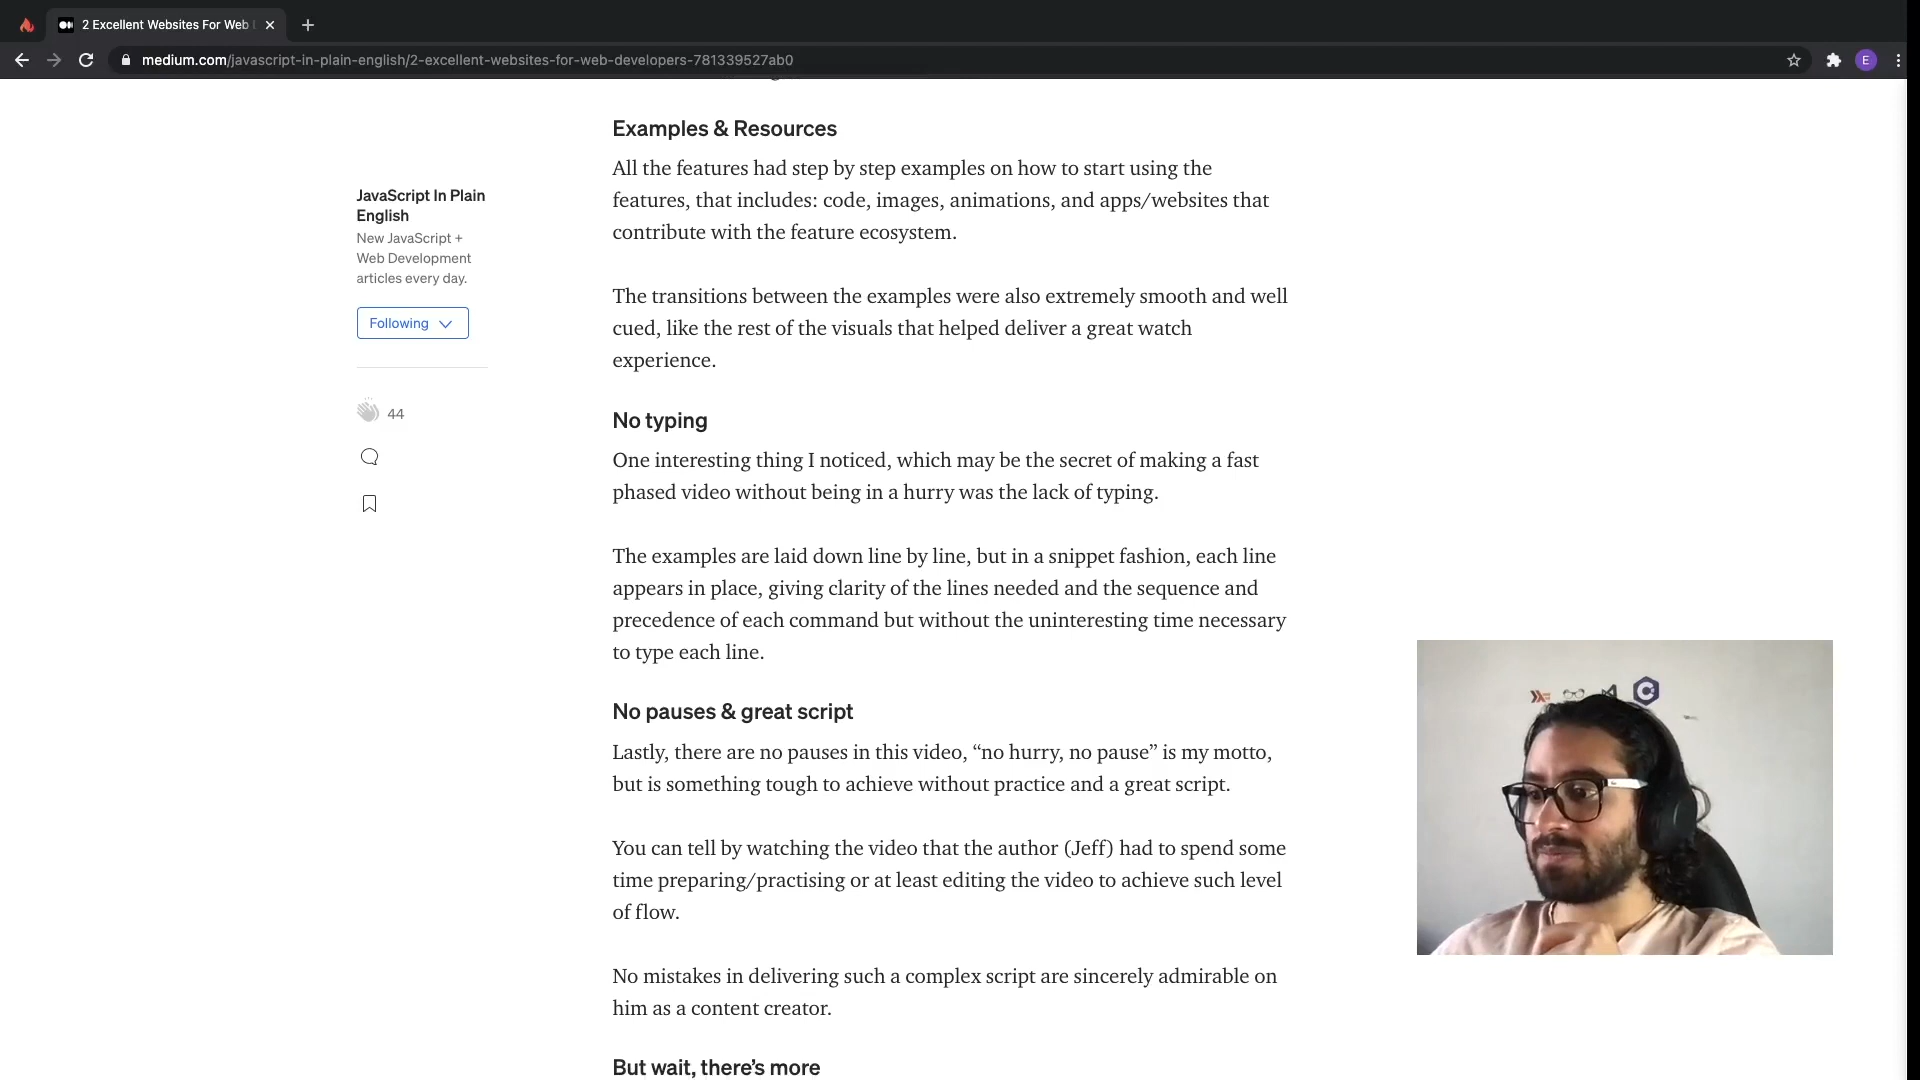 2 Excellent Websites For Web
medium.com/javascript-in-plain-english/2-excellent-websites-for-web-developers-781339527ab0
E
JavaScript In Plain
English
New JavaScript +
Web Development
articles every day.
Following
44
Examples & Resources
All the features had step by step examples on how to start using the
features, that includes: code, images, animations, and apps/websites that
contribute with the feature ecosystem.
The transitions between the examples were also extremely smooth and well
cued, like the rest of the visuals that helped deliver a great watch
experience.
No typing
One interesting thing I noticed, which may be the secret of making a fast
phased video without being in a hurry was the lack of typing.
The examples are laid down line by line, but in a snippet fashion, each line
appears in place, giving clarity of the lines needed and the sequence and
precedence of each command but without the uninteresting time necessary
to type each line.
No pauses & great script
Lastly, there are no pauses in this video, “no hurry, no pause” is my motto,
but is something tough to achieve without practice and a great script.
You can tell by watching the video that the author (Jeff) had to spend some
time preparing/practising or at least editing the video to achieve such level
of flow.
No mistakes in delivering such a complex script are sincerely admirable on
him as a content creator.
But wait, there’s more